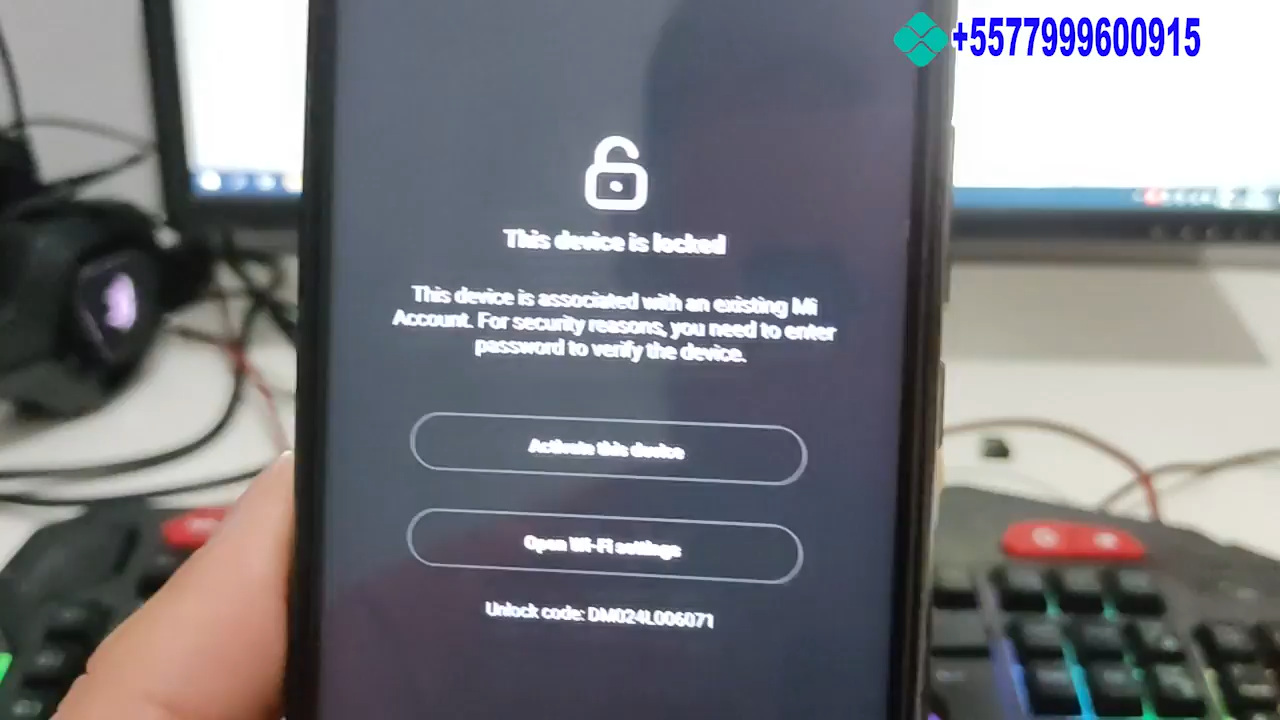 +5577999600915
This device is locked
This device is associated with an existing Mi
Account. For security reasons, you need to enter
password to verify the device.
Activate this device
Open Wi-Fi settings
Unlock code: DM024L006071